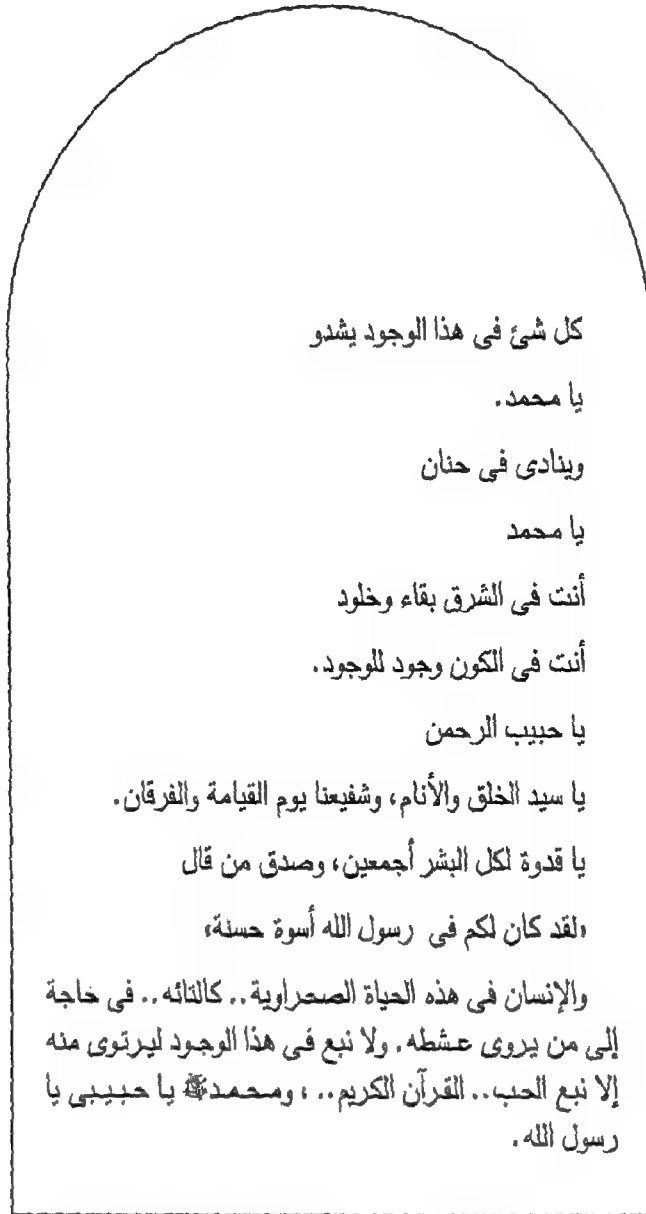 كل شئ فى هذا الوجود يشدو
يا محمد.
وينادى فى حنان
يا محمد
أنت فى الشرق بقاء وخلود
أنت فى الكون وجود للوجود.
يا حبيب الرحمن
يا سيد الخلق والأنام، وشفيعنا يوم القيامة والفرقان.
يا قدوة لكل البشر أجمعين، وصدق من قال
«لقد كان لكم فى رسول الله أسوة حسنة»
والإنسان فى هذه الحياة الصحراوية.. كالتائه.. فى حاجة
إلى من يروى عشطه. ولا نبع فى هذا الوجود ليرتوى منه
إلا نبع الحب.. القرآن الكريم.. ، ومحمد ﷺ يا حبيبى يا
رسول الله.